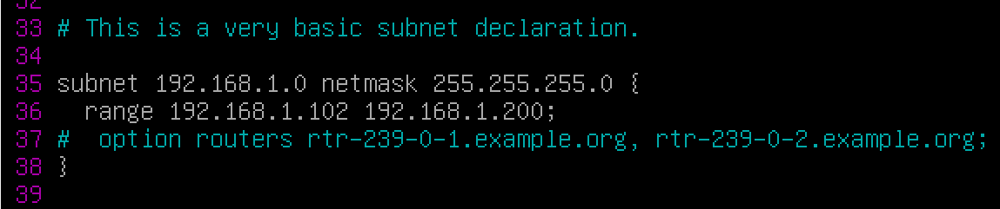 32
33 # This is a very basic subnet declaration.
34
35 subnet 192.168.1.0 netmask 255.255.255.0 {
36   range 192.168.1.102 192.168.1.200;
37 #  option routers rtr-239-0-1.example.org, rtr-239-0-2.example.org;
38 }
39